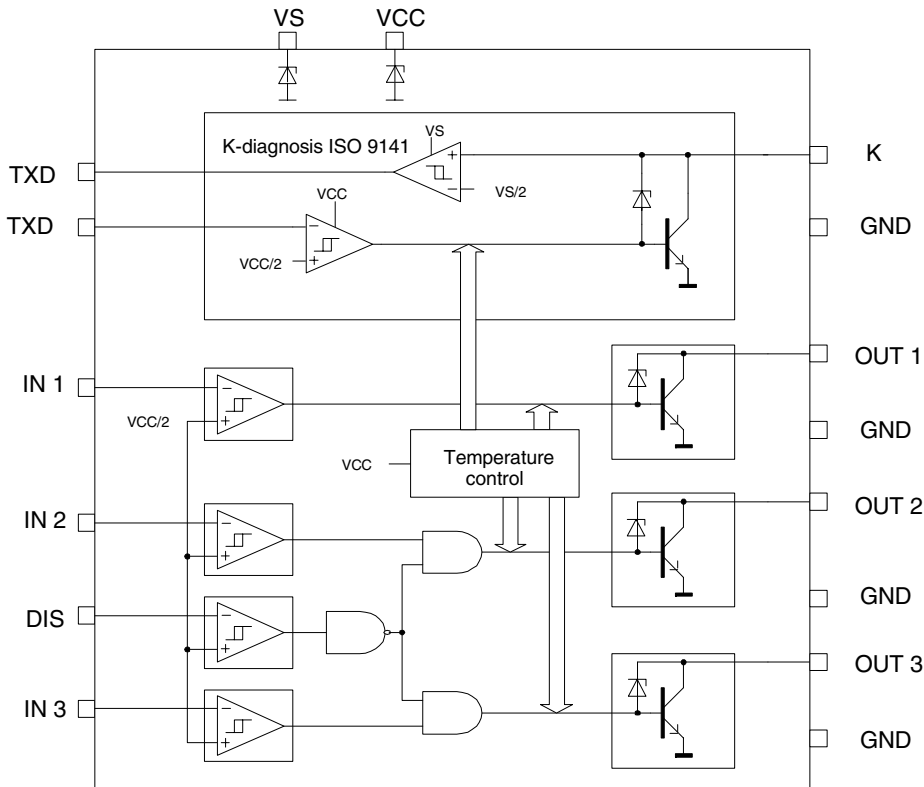 VS
VCC
K-diagnosis ISO 9141
VS
+
−
VS/2
K
TXD
VCC
TXD
GND
VCC/2
+
OUT 1
IN 1
−
VCC/2
+
GND
Temperature
control
VCC
OUT 2
IN 2
−
+
GND
DIS
−
+
OUT 3
IN 3
−
+
GND